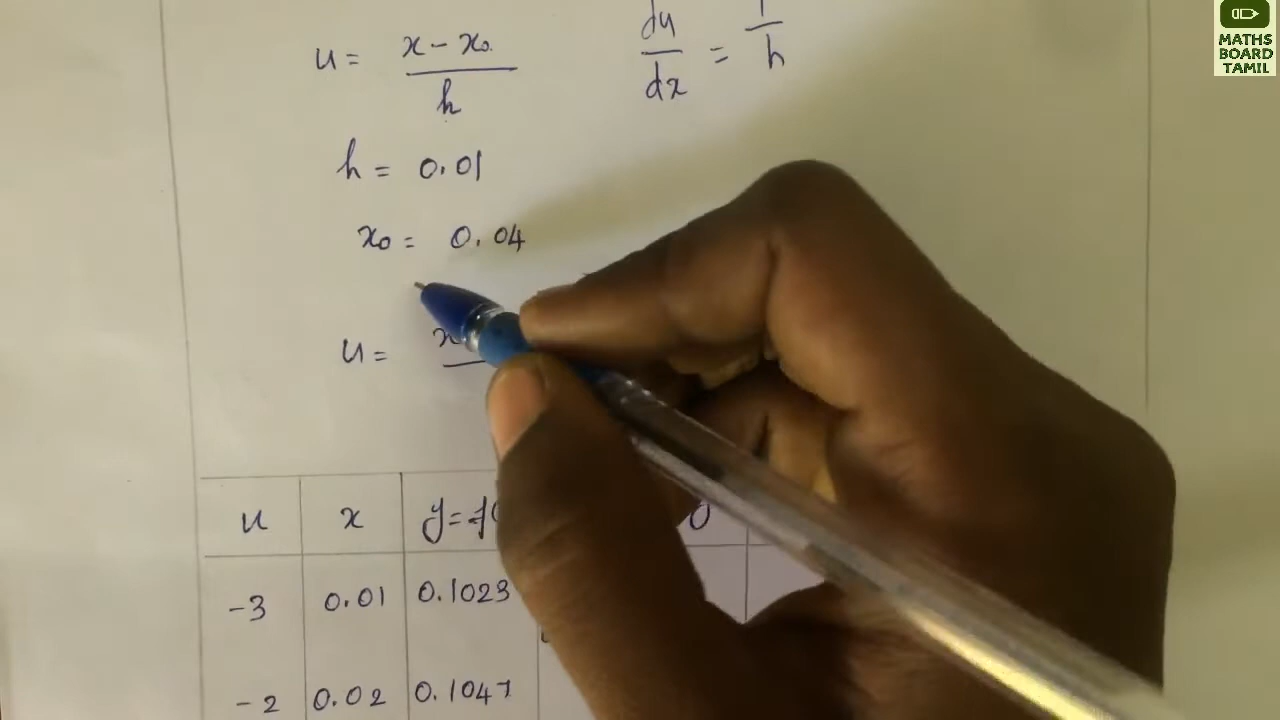 u = x - x₀ / h
du/dx = 1/h
h = 0.01
x₀ = 0.04
u =
u x y =
-3 0.01 0.1023
-2 0.02 0.1047
MATHS
BOARD
TAMIL